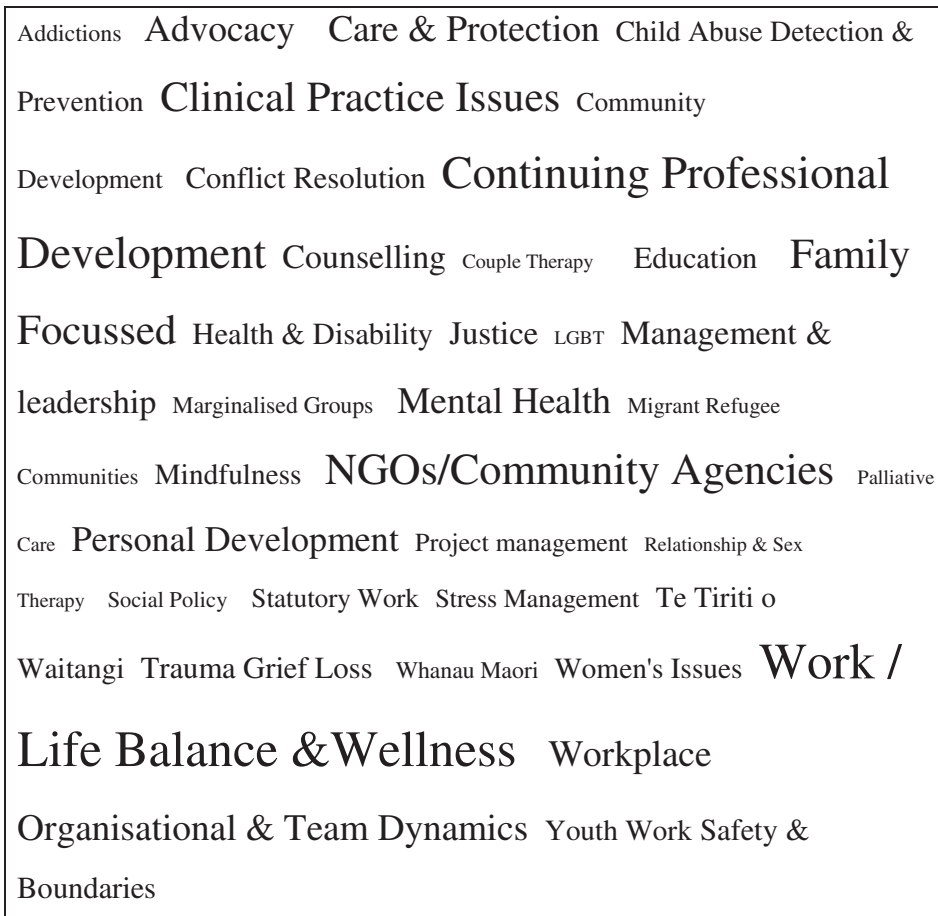 Addictions Advocacy Care & Protection Child Abuse Detection &
Prevention Clinical Practice Issues Community
Development Conflict Resolution Continuing Professional
Development Counselling Couple Therapy Education Family
Focussed Health & Disability Justice LGBT Management &
leadership Marginalised Groups Mental Health Migrant Refugee
Communities Mindfulness NGOs/Community Agencies Palliative
Care Personal Development Project management Relationship & Sex
Therapy Social Policy Statutory Work Stress Management Te Tiriti o
Waitangi Trauma Grief Loss Whanau Maori Women's Issues Work /
Life Balance &Wellness Workplace
Organisational & Team Dynamics Youth Work Safety &
Boundaries